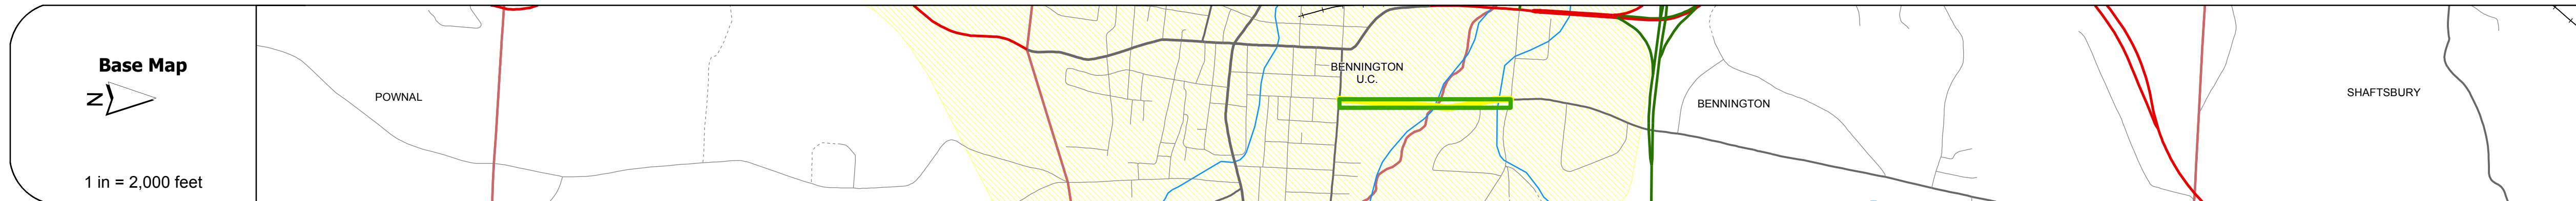 Base Map
N
1 in = 2,000 feet
POWNAL
BENNINGTON
U.C.
BENNINGTON
SHAFTSBURY